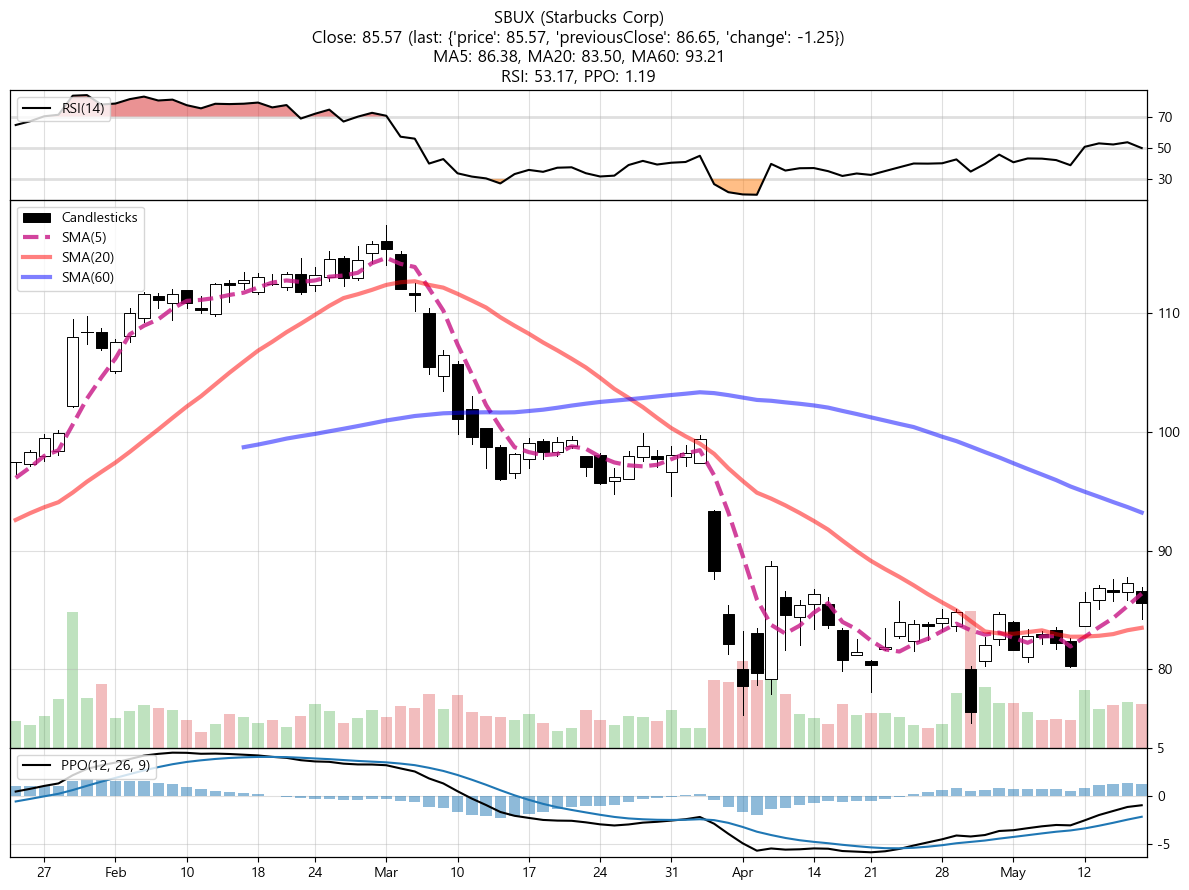 SBUX (Starbucks Corp)
Close: 85.57 (last: {'price': 85.57, 'previousClose': 86.65, 'change': -1.25})
MA5: 86.38, MA20: 83.50, MA60: 93.21
RSI: 53.17, PPO: 1.19
RSI(14)
70
50
30
Candlesticks
SMA(5)
SMA(20)
SMA(60)
110
100
90
80
PPO(12, 26, 9)
5
0
-5
27 Feb 10 18 24 Mar 10 17 24 31 Apr 14 21 28 May 12